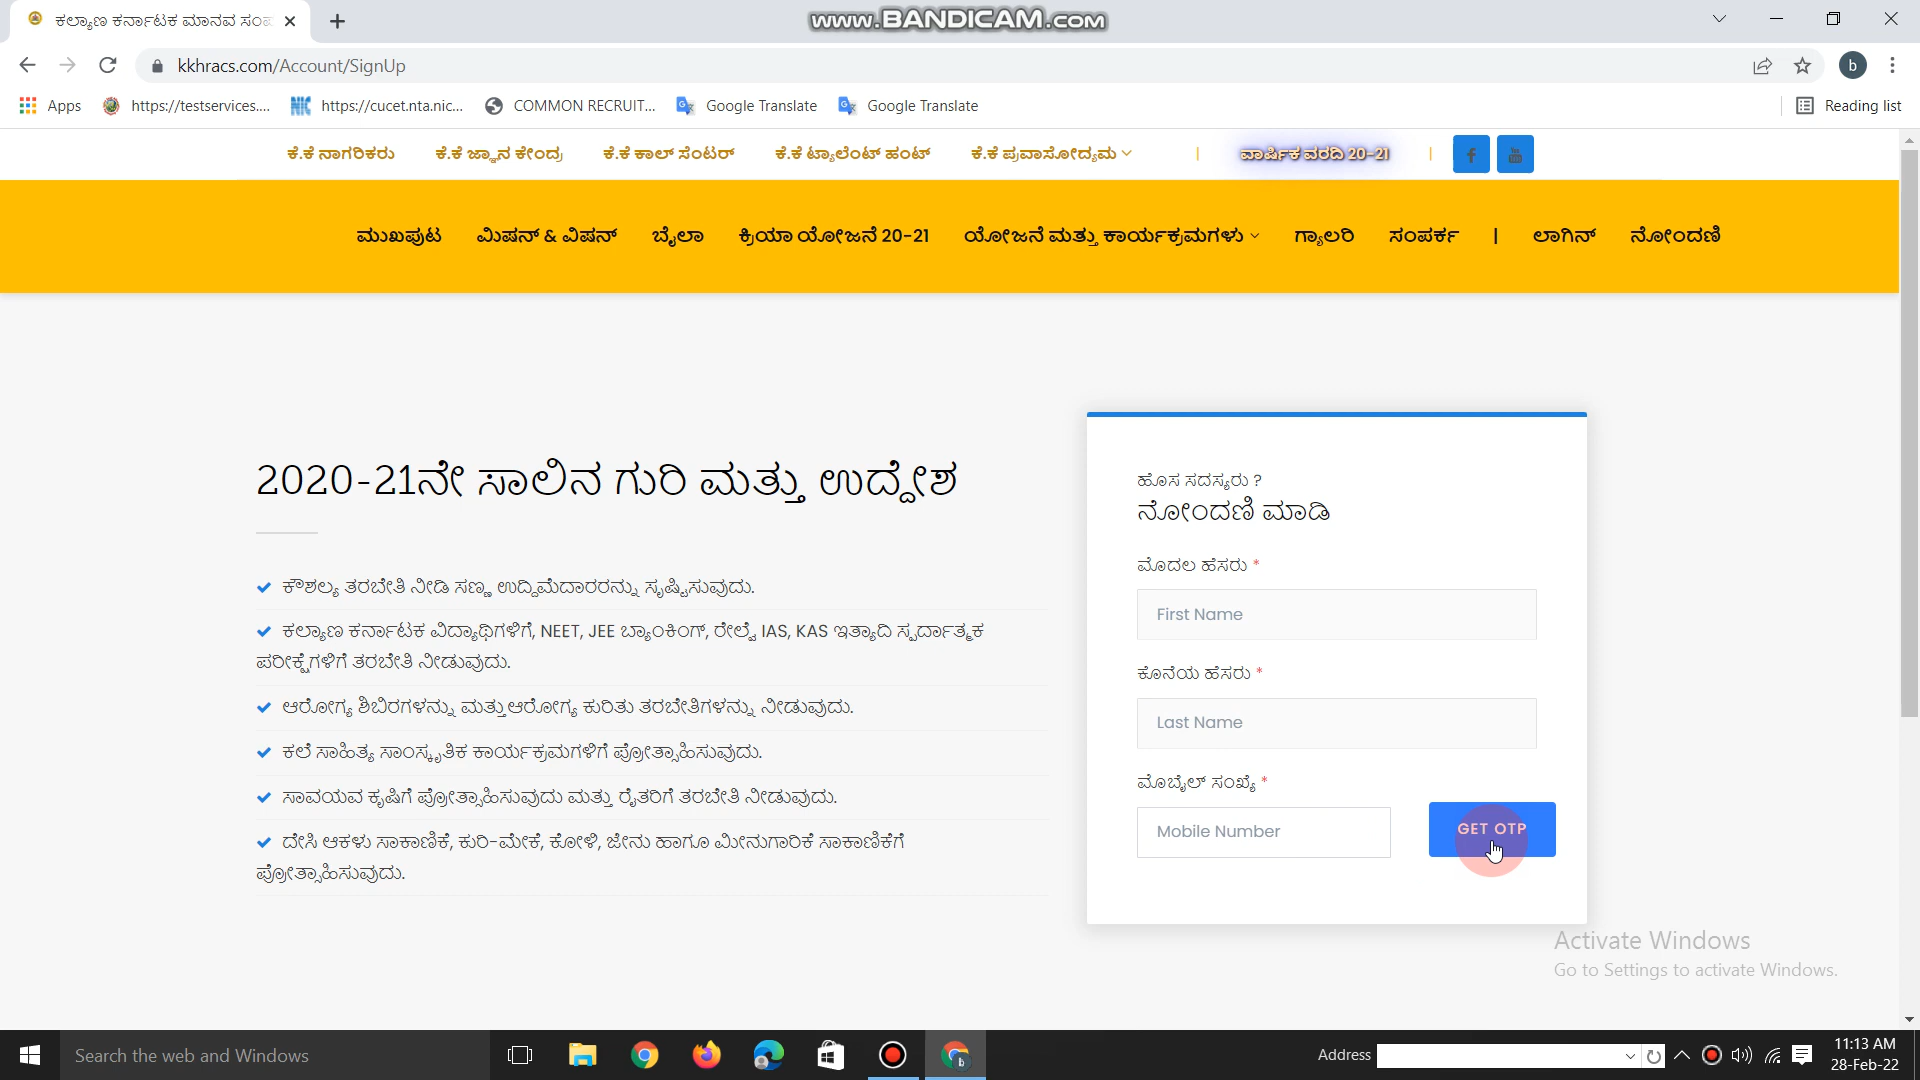 ಕಲ್ಯಾಣ ಕರ್ನಾಟಕ ಮಾನವ ಸಂಪ
www.BANDICAM.com
kkhracs.com/Account/SignUp
b
Apps
https://testservices....
https://cucet.nta.nic...
COMMON RECRUIT...
Google Translate
Google Translate
Reading list
ಕೆ.ಕೆ ನಾಗರಿಕರು
ಕೆ.ಕೆ ಜ್ಞಾನ ಕೇಂದ್ರ
ಕೆ.ಕೆ ಕಾಲ್ ಸೆಂಟರ್
ಕೆ.ಕೆ ಟ್ಯಾಲೆಂಟ್ ಹಂಟ್
ಕೆ.ಕೆ ಪ್ರವಾಸೋದ್ಯಮ
|
ವಾರ್ಷಿಕ ವರದಿ 20-21
|
ಮುಖಪುಟ
ಮಿಷನ್ & ವಿಷನ್
ಬೈಲಾ
ಕ್ರಿಯಾ ಯೋಜನೆ 20-21
ಯೋಜನೆ ಮತ್ತು ಕಾರ್ಯಕ್ರಮಗಳು
ಗ್ಯಾಲರಿ
ಸಂಪರ್ಕ
|
ಲಾಗಿನ್
ನೋಂದಣಿ
2020-21ನೇ ಸಾಲಿನ ಗುರಿ ಮತ್ತು ಉದ್ದೇಶ
ಕೌಶಲ್ಯ ತರಬೇತಿ ನೀಡಿ ಸಣ್ಣ ಉದ್ದಿಮೆದಾರರನ್ನು ಸೃಷ್ಟಿಸುವುದು.
ಕಲ್ಯಾಣ ಕರ್ನಾಟಕ ವಿದ್ಯಾರ್ಥಿಗಳಿಗೆ, NEET, JEE ಬ್ಯಾಂಕಿಂಗ್, ರೇಲ್ವೆ, IAS, KAS ಇತ್ಯಾದಿ ಸ್ಪರ್ದಾತ್ಮಕ
ಪರೀಕ್ಷೆಗಳಿಗೆ ತರಬೇತಿ ನೀಡುವುದು.
ಆರೋಗ್ಯ ಶಿಬಿರಗಳನ್ನು ಮತ್ತು ಆರೋಗ್ಯ ಕುರಿತು ತರಬೇತಿಗಳನ್ನು ನೀಡುವುದು.
ಕಲೆ ಸಾಹಿತ್ಯ ಸಾಂಸ್ಕೃತಿಕ ಕಾರ್ಯಕ್ರಮಗಳಿಗೆ ಪ್ರೋತ್ಸಾಹಿಸುವುದು.
ಸಾವಯವ ಕೃಷಿಗೆ ಪ್ರೋತ್ಸಾಹಿಸುವುದು ಮತ್ತು ರೈತರಿಗೆ ತರಬೇತಿ ನೀಡುವುದು.
ದೇಸಿ ಆಕಳು ಸಾಕಾಣಿಕೆ, ಕುರಿ-ಮೇಕೆ, ಕೋಳಿ, ಜೇನು ಹಾಗೂ ಮೀನುಗಾರಿಕೆ ಸಾಕಾಣಿಕೆಗೆ
ಪ್ರೋತ್ಸಾಹಿಸುವುದು.
ಹೊಸ ಸದಸ್ಯರು ?
ನೋಂದಣಿ ಮಾಡಿ
ಮೊದಲ ಹೆಸರು *
First Name
ಕೊನೆಯ ಹೆಸರು *
Last Name
ಮೊಬೈಲ್ ಸಂಖ್ಯೆ *
Mobile Number
GET OTP
Activate Windows
Go to Settings to activate Windows.
Search the web and Windows
Address
11:13 AM
28-Feb-22